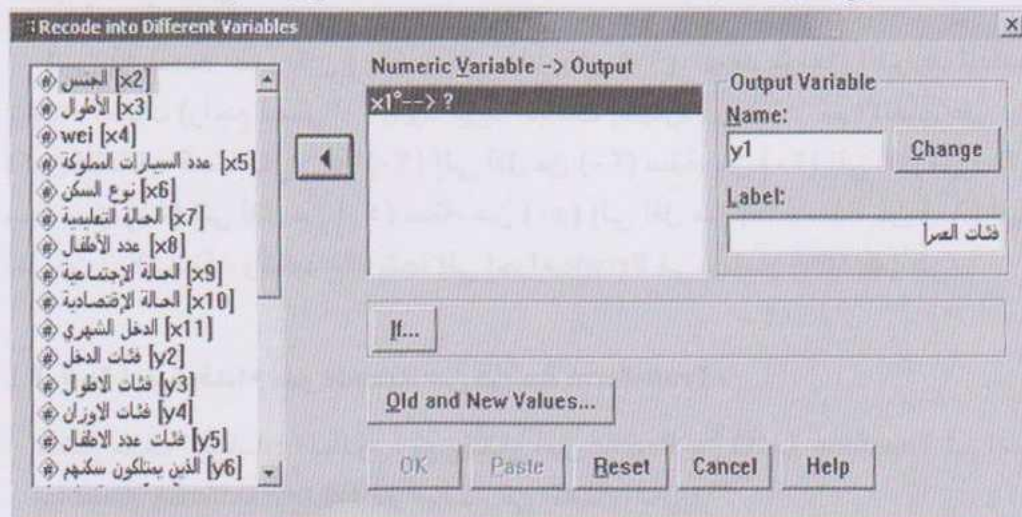 Recode into Different Variables
الجنس [x2]
الأطول [x3]
wei [x4]
عدد السيارات المملوكة [x5]
نوع السكن [x6]
الحالة التعليمية [x7]
عدد الأطفال [x8]
الحالة الإجتماعية [x9]
الحالة الإقتصادية [x10]
الدخل الشهري [x11]
فئات الدخل [y2]
فئات الاطوال [y3]
فئات الاوزان [y4]
فئات عدد الاطفال [y5]
الذين يمتلكون سكنهم [y6]
Numeric Variable -> Output
x1°--> ?
Output Variable
Name:
y1
Change
Label:
فئات العمر
If...
Old and New Values...
OK Paste Reset Cancel Help